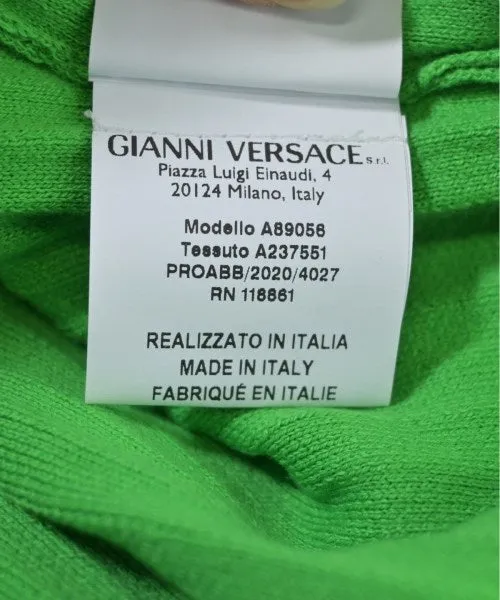 GIANNI VERSACE s.r.l.
Piazza Luigi Einaudi, 4
20124 Milano, Italy
Modello A89056
Tessuto A237551
PROABB/2020/4027
RN 118861
REALIZZATO IN ITALIA
MADE IN ITALY
FABRIQUÉ EN ITALIE